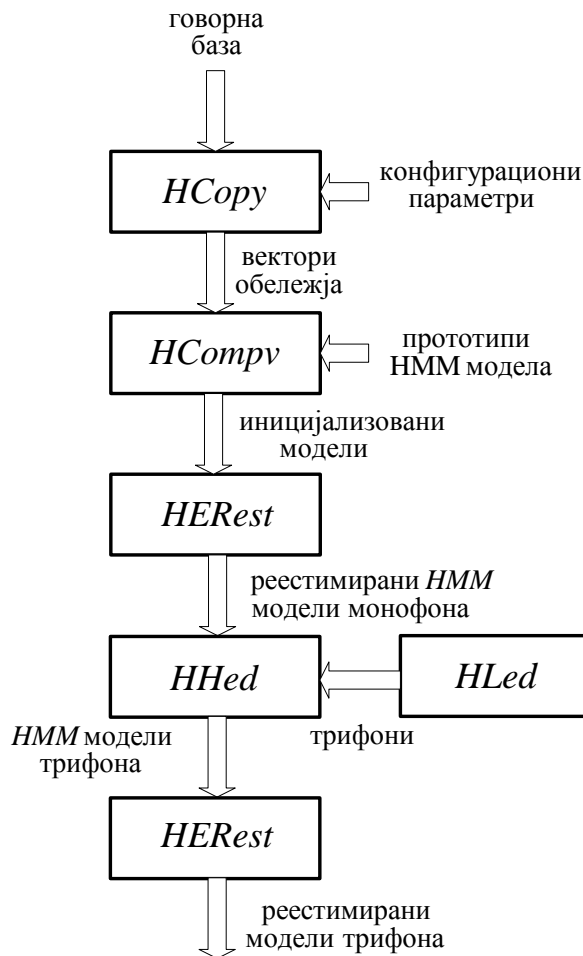 говорна
база
HCopy
конфигурациони
параметри
вектори
обележја
HCompv
прототипи
HMM модела
иницијализовани
модели
HERest
реестимирани HMM
модели монофона
HHed
HLed
HMM модели
трифона
трифони
HERest
реестимирани
модели трифона